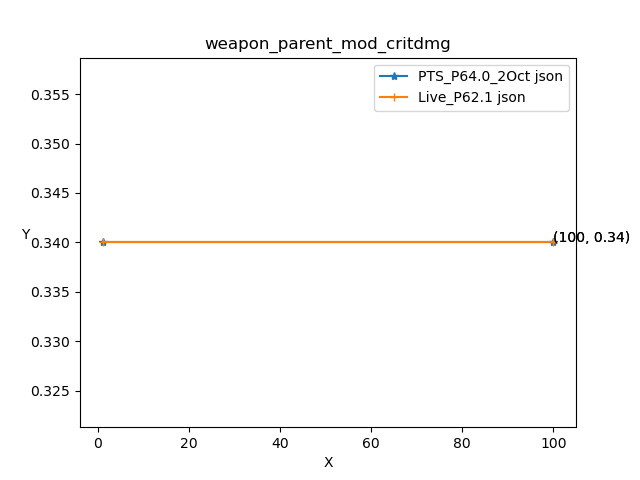 weapon_parent_mod_critdmg
PTS_P64.0_2Oct json
Live_P62.1 json
0.355
0.350
0.345
Y
0.340
(100, 0.34)
0.335
0.330
0.325
0 20 40 60 80 100
X